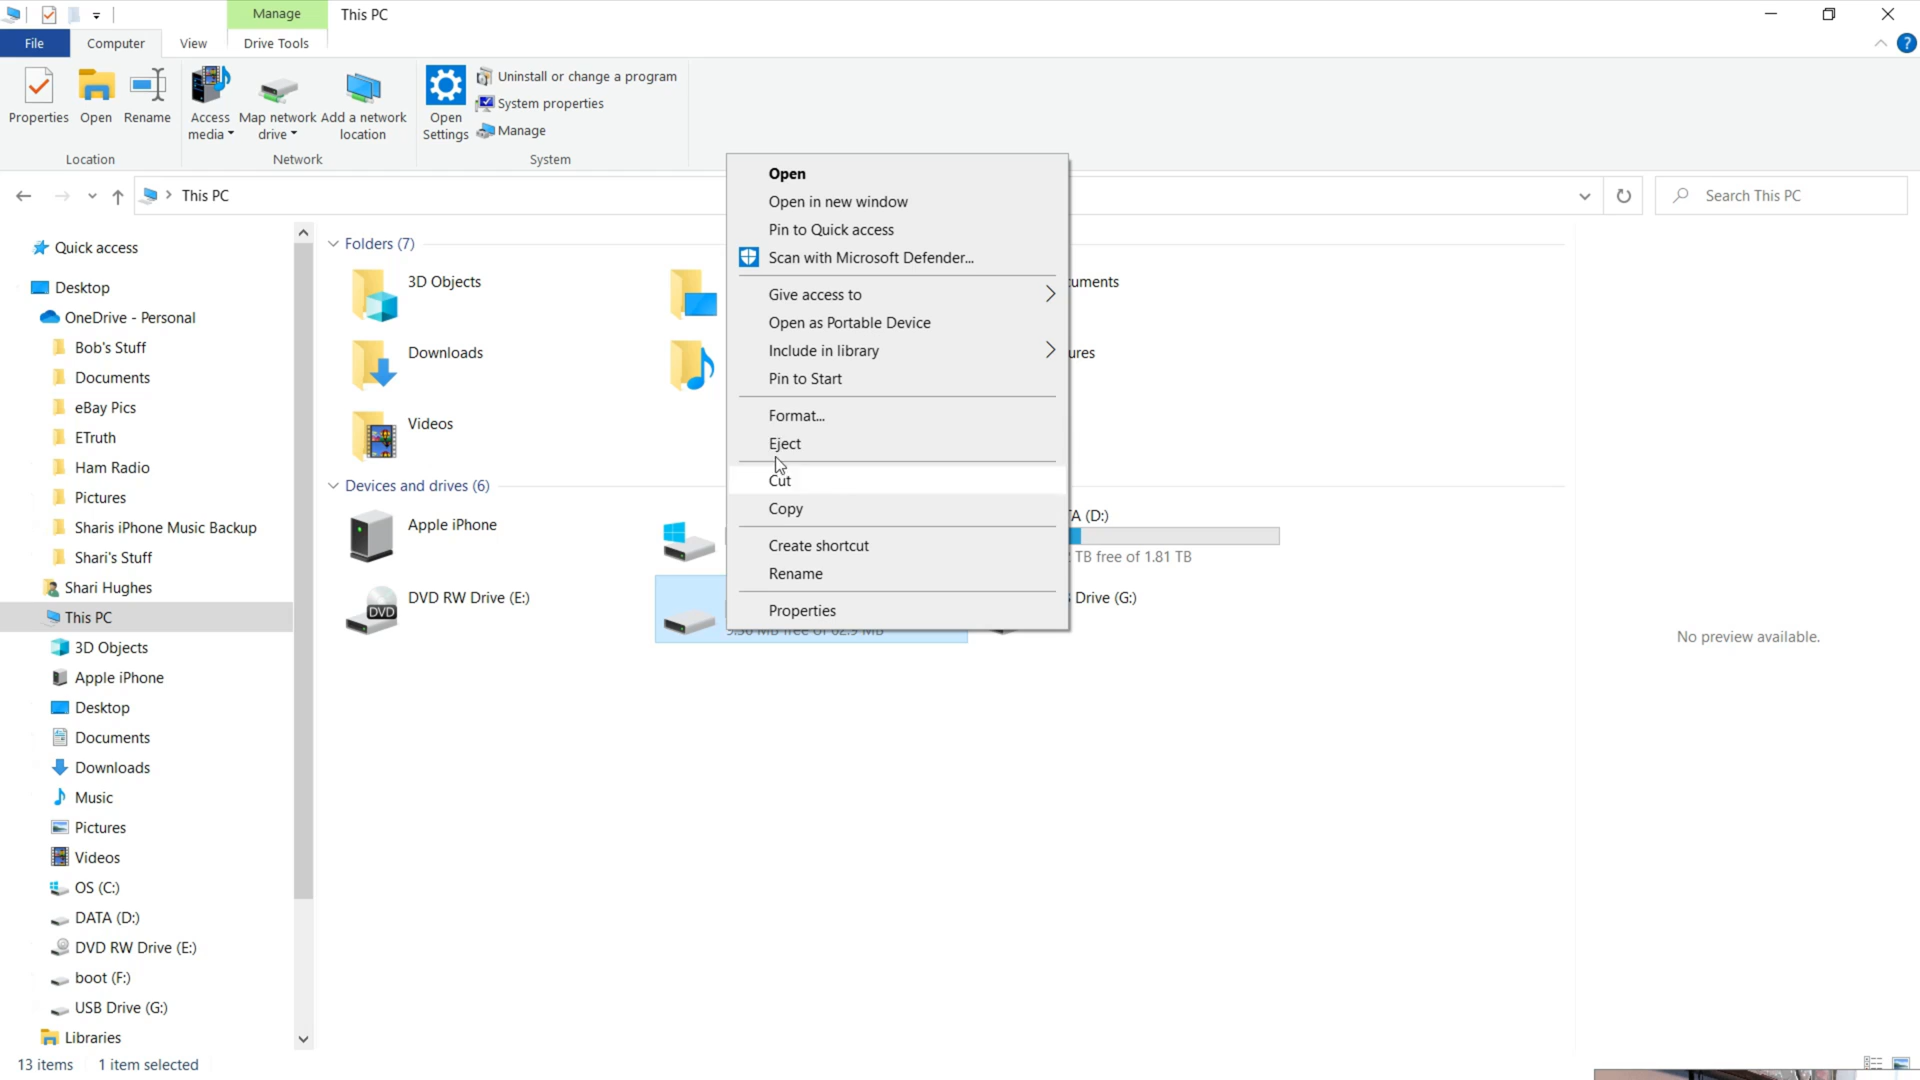 Manage
This PC
File
Computer
View
Drive Tools
Properties
Open
Rename
Access media
Map network drive
Add a network location
Open Settings
Uninstall or change a program
System properties
Manage
Location
Network
System
This PC
Search This PC
Quick access
Desktop
OneDrive - Personal
Bob's Stuff
Documents
eBay Pics
ETruth
Ham Radio
Pictures
Sharis iPhone Music Backup
Shari's Stuff
Shari Hughes
This PC
3D Objects
Apple iPhone
Desktop
Documents
Downloads
Music
Pictures
Videos
OS (C:)
DATA (D:)
DVD RW Drive (E:)
boot (F:)
USB Drive (G:)
Libraries
Folders (7)
3D Objects
Downloads
Videos
Devices and drives (6)
Apple iPhone
DVD RW Drive (E:)
Open
Open in new window
Pin to Quick access
Scan with Microsoft Defender...
Give access to
Open as Portable Device
Include in library
Pin to Start
Format...
Eject
Cut
Copy
Create shortcut
Rename
Properties
uments
ures
TA (D:)
TB free of 1.81 TB
Drive (G:)
No preview available.
13 items
1 item selected